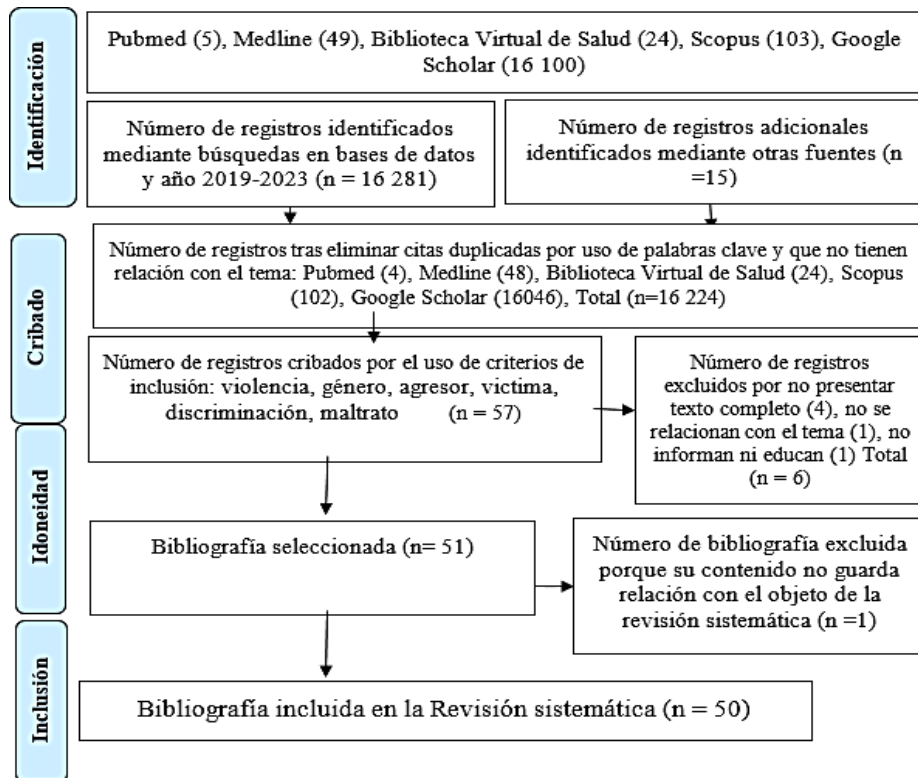 Identificación
Pubmed (5), Medline (49), Biblioteca Virtual de Salud (24), Scopus (103), Google
Scholar (16 100)
Número de registros identificados
mediante búsquedas en bases de datos
y año 2019-2023 (n = 16 281)
Número de registros adicionales
identificados mediante otras fuentes (n
=15)
Cribado
Número de registros tras eliminar citas duplicadas por uso de palabras clave y que no tienen
relación con el tema: Pubmed (4), Medline (48), Biblioteca Virtual de Salud (24), Scopus
(102), Google Scholar (16046), Total (n=16 224)
Número de registros cribados por el uso de criterios de
inclusión: violencia, género, agresor, victima,
discriminación, maltrato (n = 57)
Número de registros
excluidos por no presentar
texto completo (4), no se
relacionan con el tema (1), no
informan ni educan (1) Total
(n = 6)
Idoneidad
Bibliografía seleccionada (n= 51)
Número de bibliografía excluida
porque su contenido no guarda
relación con el objeto de la
revisión sistemática (n =1)
Inclusión
Bibliografía incluida en la Revisión sistemática (n = 50)